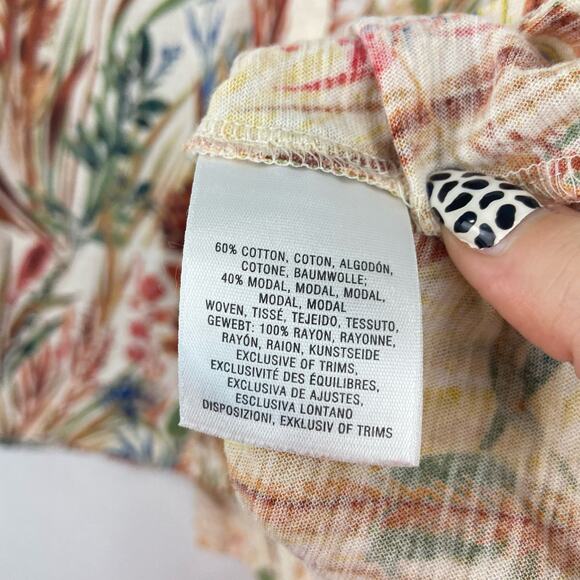 60% COTTON, COTON, ALGODÓN,
COTONE, BAUMWOLLE;
40% MODAL, MODAL, MODAL,
MODAL, MODAL
WOVEN, TISSÉ, TEJEIDO, TESSUTO,
GEWEBT: 100% RAYON, RAYONNE,
RAYÓN, RAION, KUNSTSEIDE
EXCLUSIVE OF TRIMS,
EXCLUSIVITÉ DES ÉQUILIBRES,
EXCLUSIVA DE AJUSTES,
ESCLUSIVA LONTANO
DISPOSIZIONI, EXKLUSIV OF TRIMS